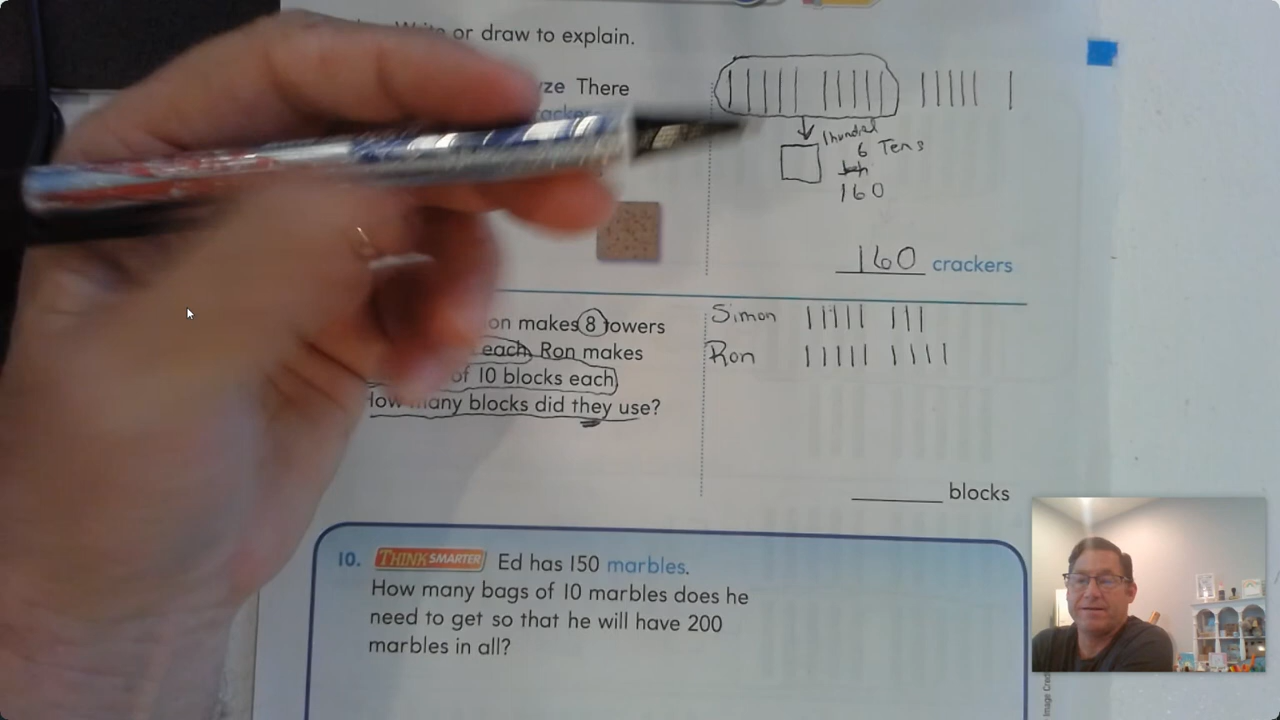 Write or draw to explain.
There
1 hundred
6 Tens
160
160 crackers
on makes 8 towers
each. Ron makes
of 10 blocks each
How many blocks did they use?
Simon
Ron
blocks
10. THINK SMARTER Ed has 150 marbles.
How many bags of 10 marbles does he
need to get so that he will have 200
marbles in all?